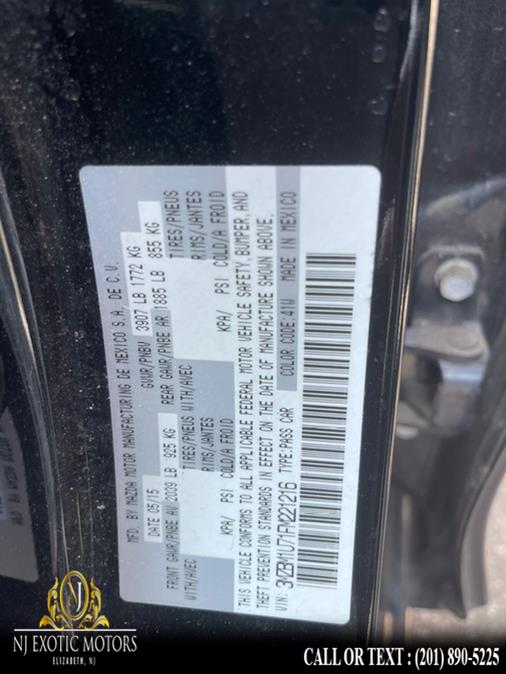 MFD. BY MAZDA MOTOR MANUFACTURING DE MEXICO S.A. DE C.V.
DATE 05/15 GVWR/PNBV 3907 LB 1772 KG
FRONT GAWR/PNBE AV 2039 LB 925 KG REAR GAWR/PNBE AR 1885 LB 855 KG
WITH/AVEC TIRES/PNEUS WITH/AVEC TIRES/PNEUS
RIMS/JANTES RIMS/JANTES
KPA/ PSI COLD/A FROID KPA/ PSI COLD/A FROID
THIS VEHICLE CONFORMS TO ALL APPLICABLE FEDERAL MOTOR VEHICLE SAFETY, BUMPER, AND
THEFT PREVENTION STANDARDS IN EFFECT ON THE DATE OF MANUFACTURE SHOWN ABOVE.
VIN: 3MZBM1U71FM221216 TYPE:PASS CAR COLOR CODE:41W MADE IN MEXICO
NJ
NJ EXOTIC MOTORS
ELIZABETH, NJ
CALL OR TEXT : (201) 890-5225